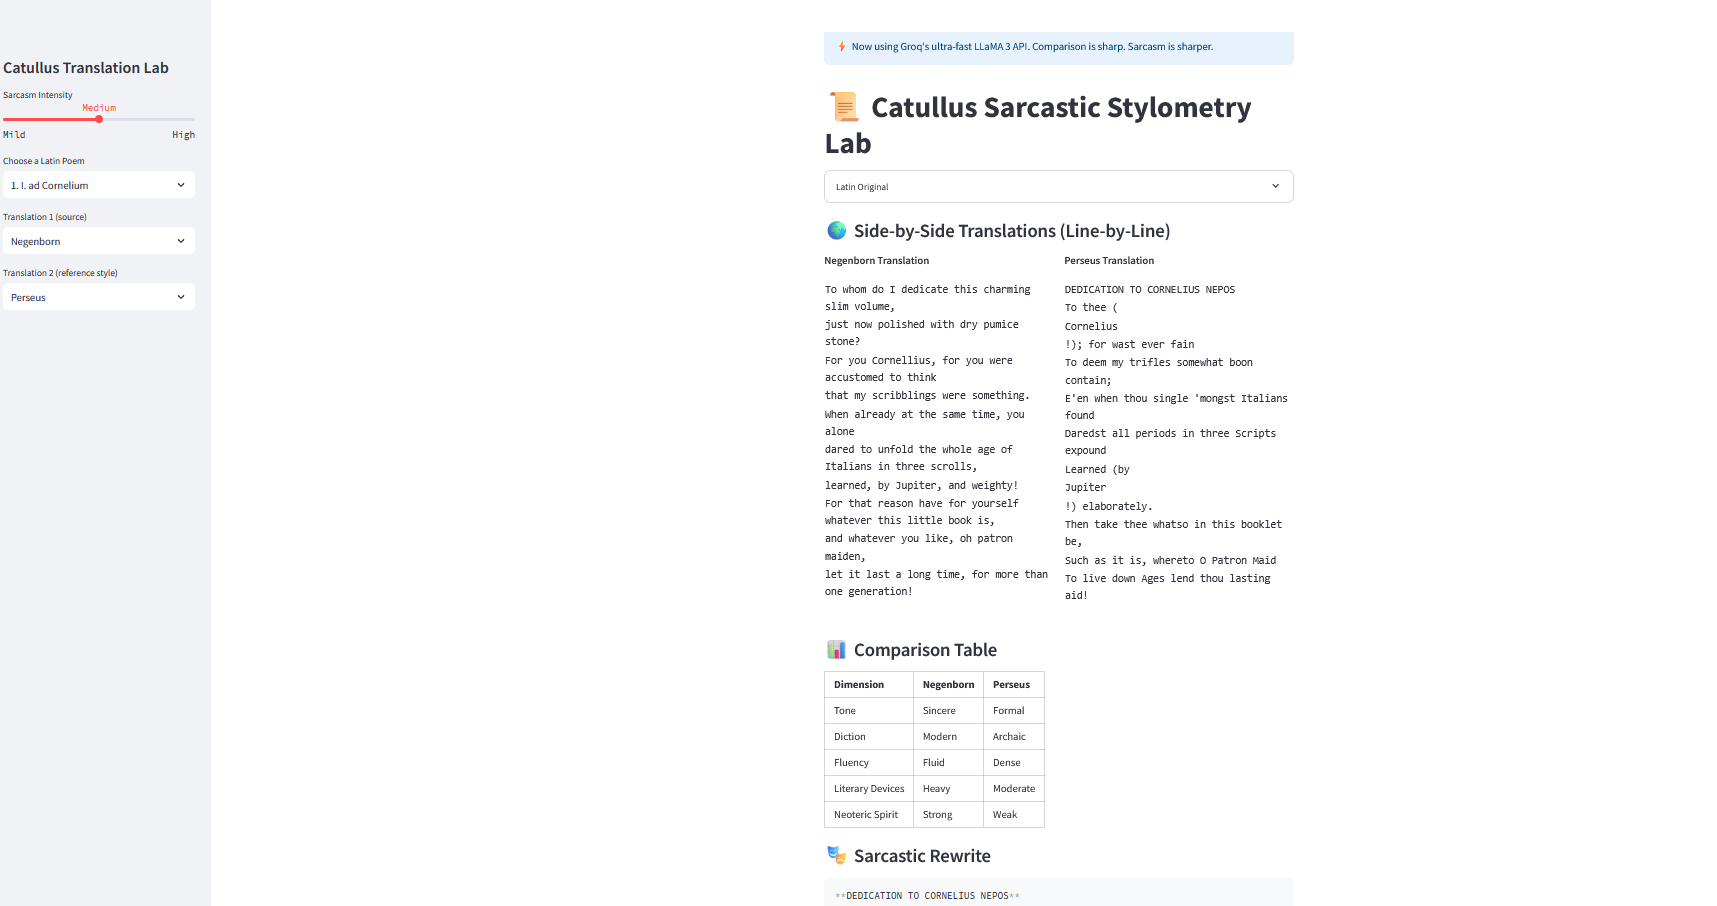 Catullus Translation Lab
Sarcasm Intensity
Medium
Mild High
Choose a Latin Poem
1. I. ad Cornelium
Translation 1 (source)
Negenborn
Translation 2 (reference style)
Perseus
Now using Groq's ultra-fast LLaMA 3 API. Comparison is sharp. Sarcasm is sharper.
Catullus Sarcastic Stylometry
Lab
Latin Original
Side-by-Side Translations (Line-by-Line)
Negenborn Translation
To whom do I dedicate this charming
slim volume,
just now polished with dry pumice
stone?
For you Cornellius, for you were
accustomed to think
that my scribblings were something.
When already at the same time, you
alone
dared to unfold the whole age of
Italians in three scrolls,
learned, by Jupiter, and weighty!
For that reason have for yourself
whatever this little book is,
and whatever you like, oh patron
maiden,
let it last a long time, for more than
one generation!
Perseus Translation
DEDICATION TO CORNELIUS NEPOS
To thee (
Cornelius
!); for wast ever fain
To deem my trifles somewhat boon
contain;
E'en when thou single 'mongst Italians
found
Daredst all periods in three Scripts
expound
Learned (by
Jupiter
!) elaborately.
Then take thee whatso in this booklet
be,
Such as it is, whereto O Patron Maid
To live down Ages lend thou lasting
aid!
Comparison Table
Dimension Negenborn Perseus
Tone Sincere Formal
Diction Modern Archaic
Fluency Fluid Dense
Literary Devices Heavy Moderate
Neoteric Spirit Strong Weak
Sarcastic Rewrite
**DEDICATION TO CORNELIUS NEPOS**